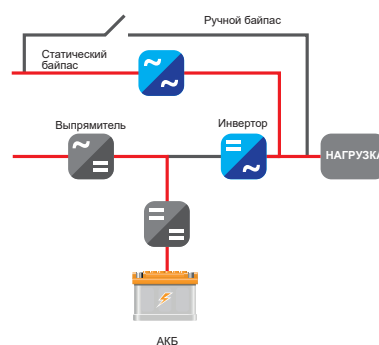 Ручной байпас
Статический
байпас
Выпрямитель
Инвертор
НАГРУЗКА
АКБ